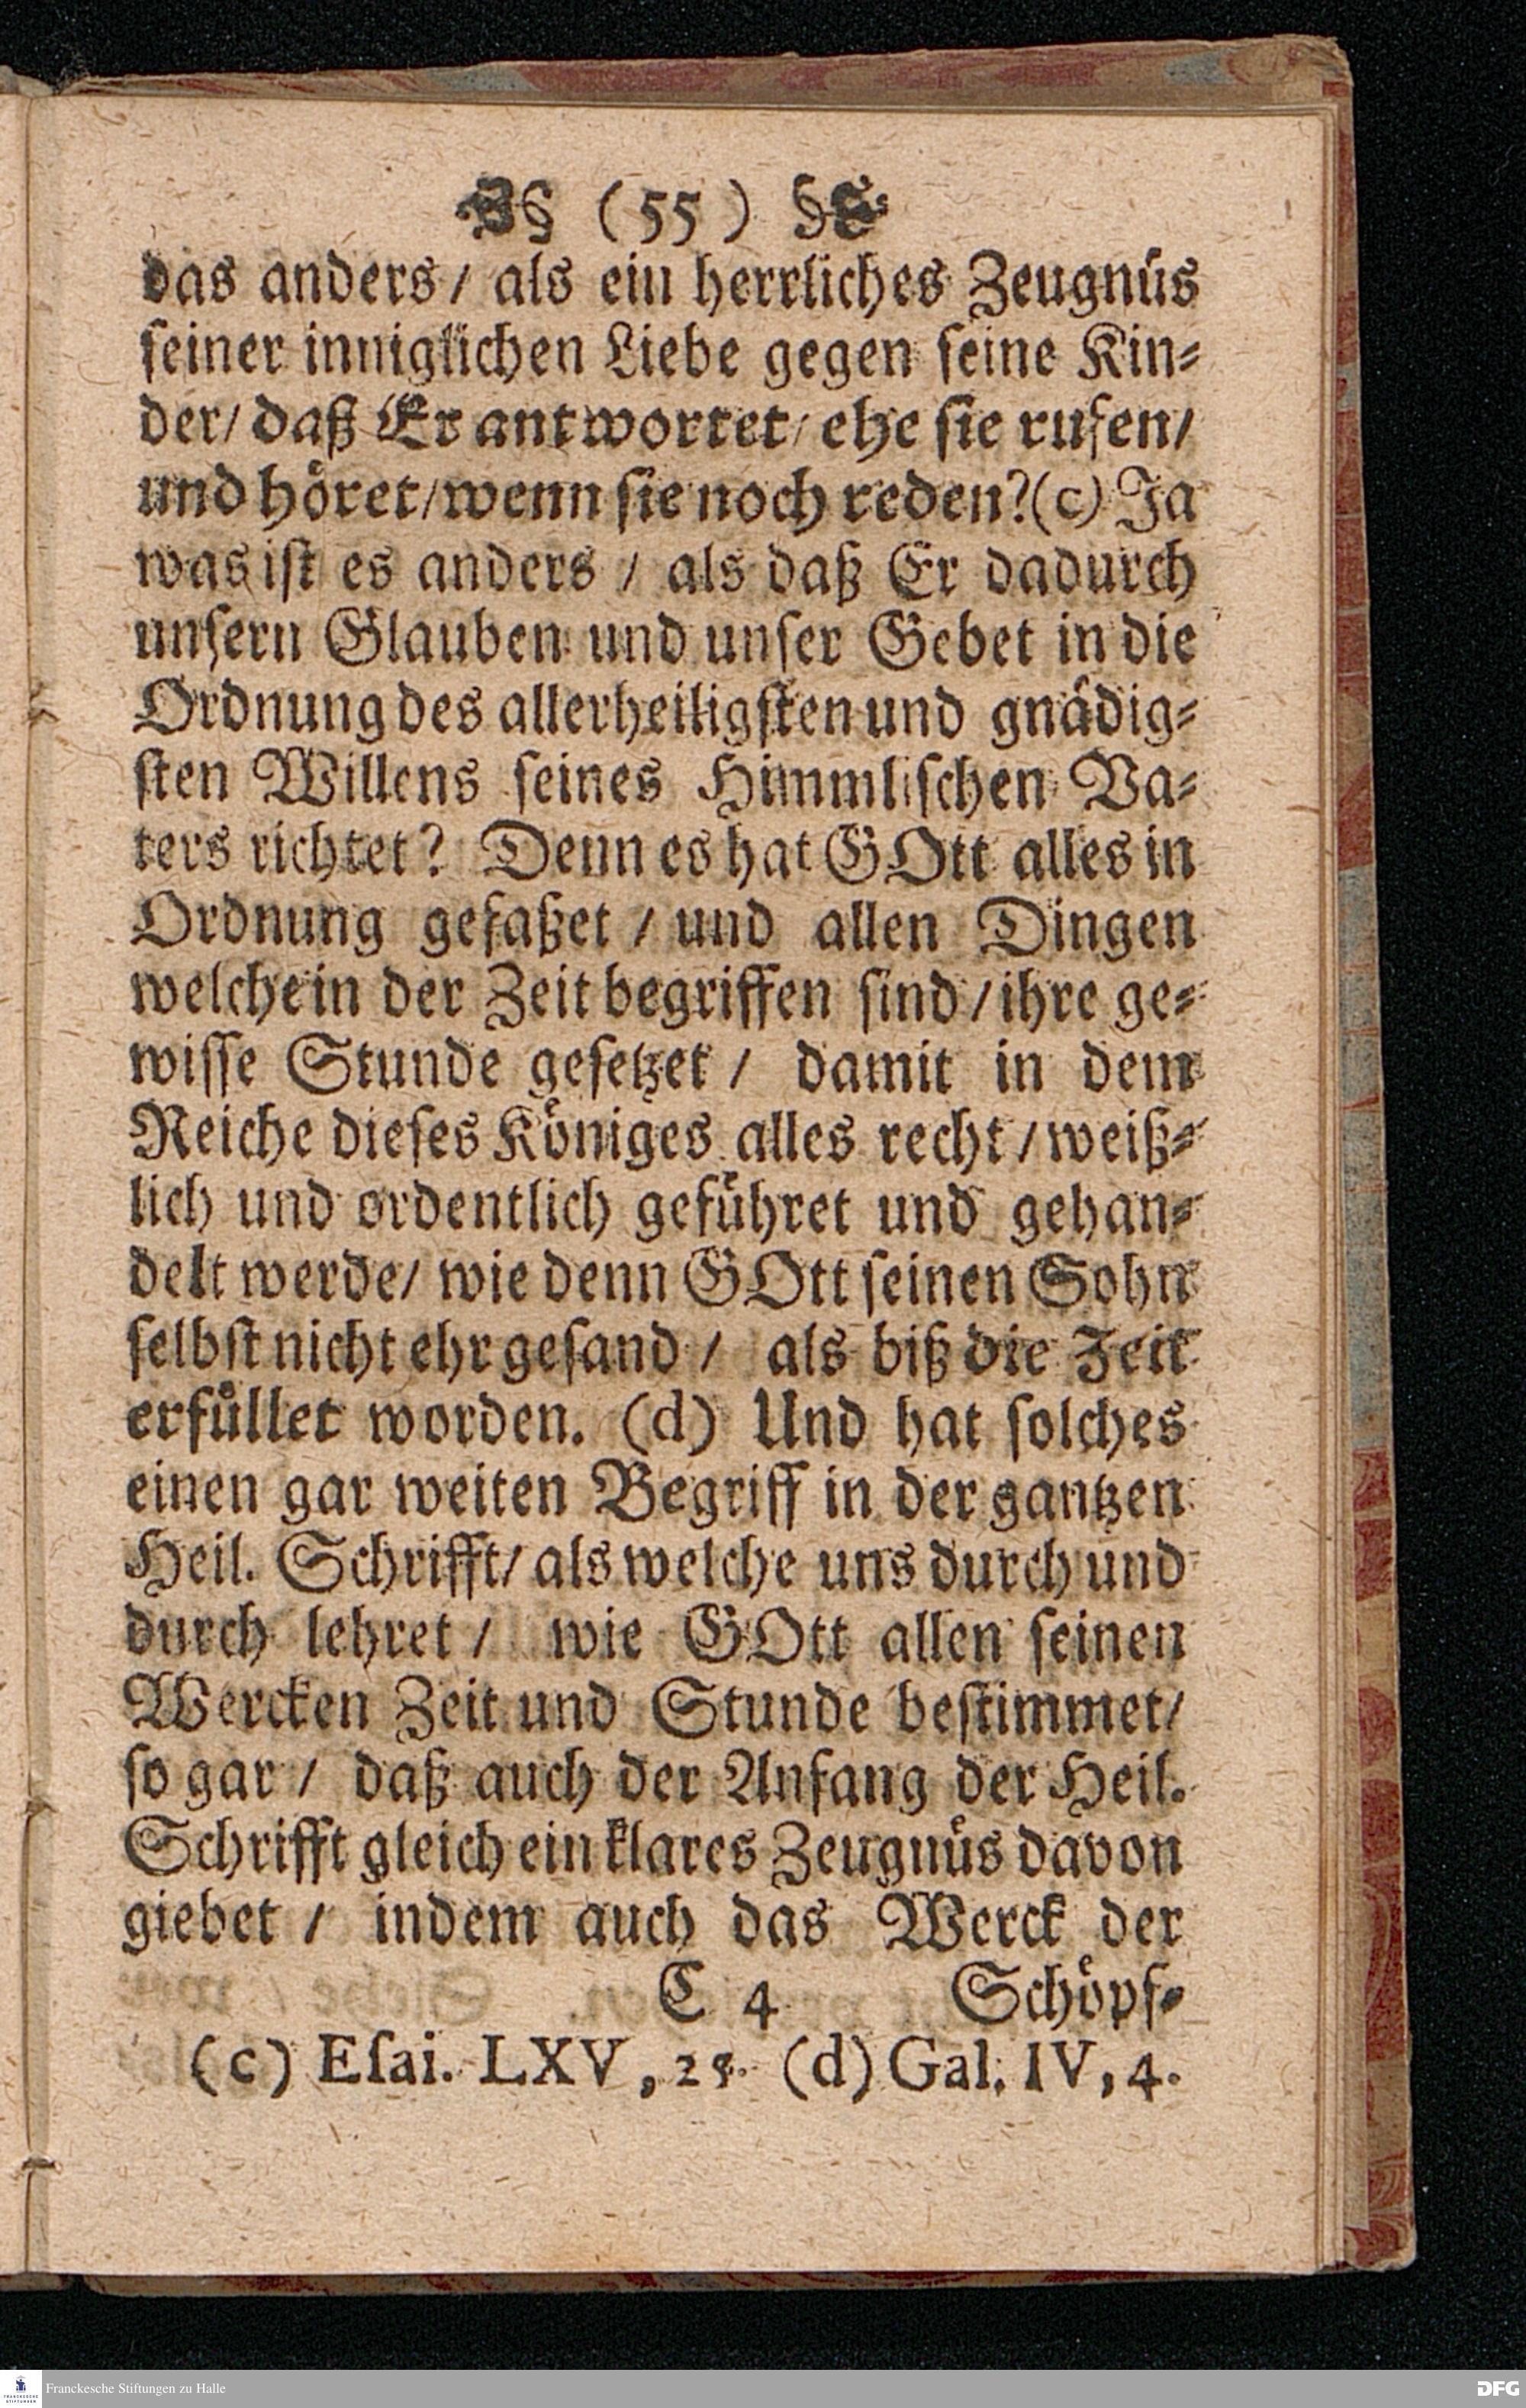 § (55) §
das anders/ als ein herrliches Zeugnüs
seiner inniglichen Liebe gegen seine Kin⸗
der/ daß Er antwortet/ ehe sie rufen/
und höret/ wenn sie noch reden? (c) Ja
was ist es anders / als daß Er dadurch
unsern Glauben und unser Gebet in die
Ordnung des allerheiligsten und gnädig⸗
sten Willens seines Himmlischen Va⸗
ters richtet? Denn es hat GOtt alles in
Ordnung gefaßet / und allen Dingen
welche in der Zeit begriffen sind / ihre ge⸗
wisse Stunde gesetzet / damit in dem
Reiche dieses Königes alles recht / weiß⸗
lich und ordentlich geführet und gehan⸗
delt werde/ wie denn GOtt seinen Sohn
selbst nicht ehr gesand / als biß die Zeit
erfüllet worden. (d) Und hat solches
einen gar weiten Begriff in der gantzen
Heil. Schrifft/ als welche uns durch und
durch lehret / wie GOtt allen seinen
Wercken Zeit und Stunde bestimmet/
so gar / daß auch der Anfang der Heil.
Schrifft gleich ein klares Zeugnüs davon
giebet / indem auch das Werck der
C 4 Schöpf⸗
(c) Eſai. LXV, (d) Gal. IV, 4.
Franckesche Stiftungen zu Halle
DFG